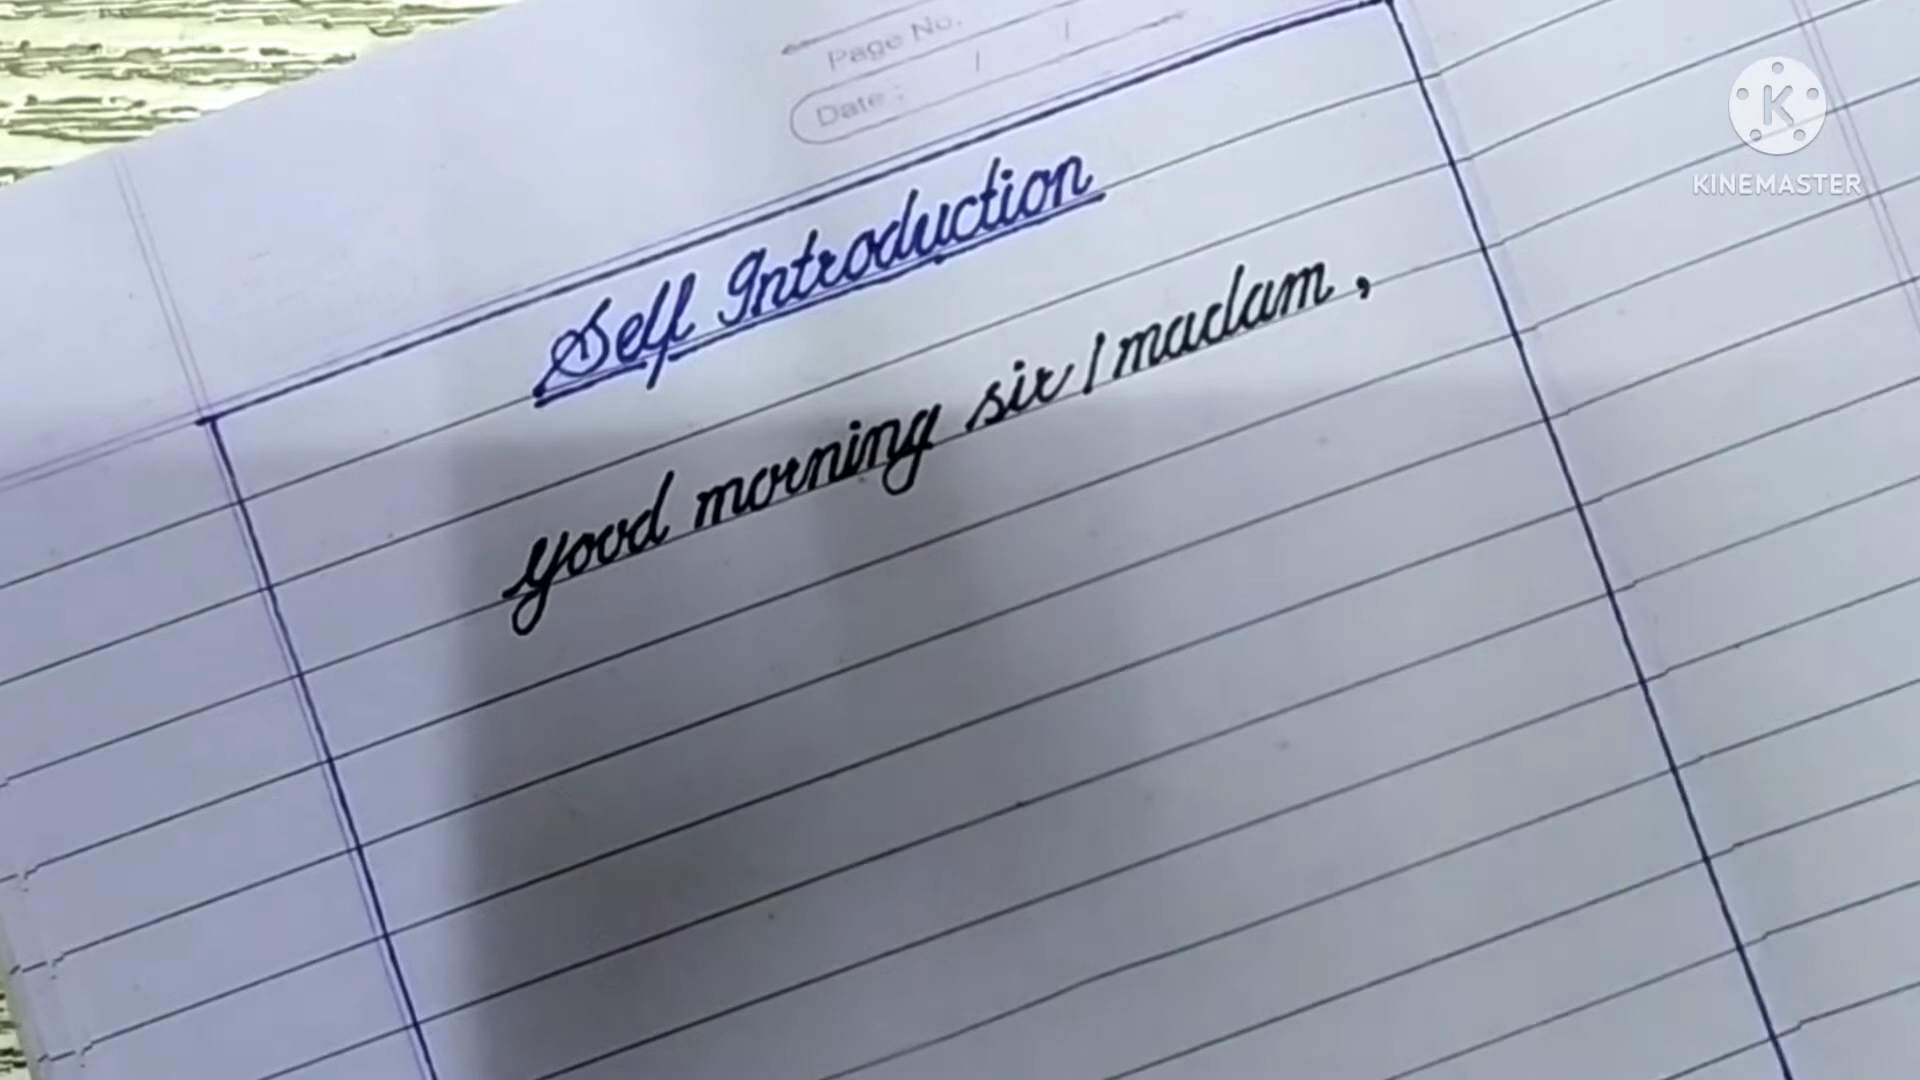 Page No.
Date : / /
Self Introduction
good morning sir / madam ,
KINEMASTER